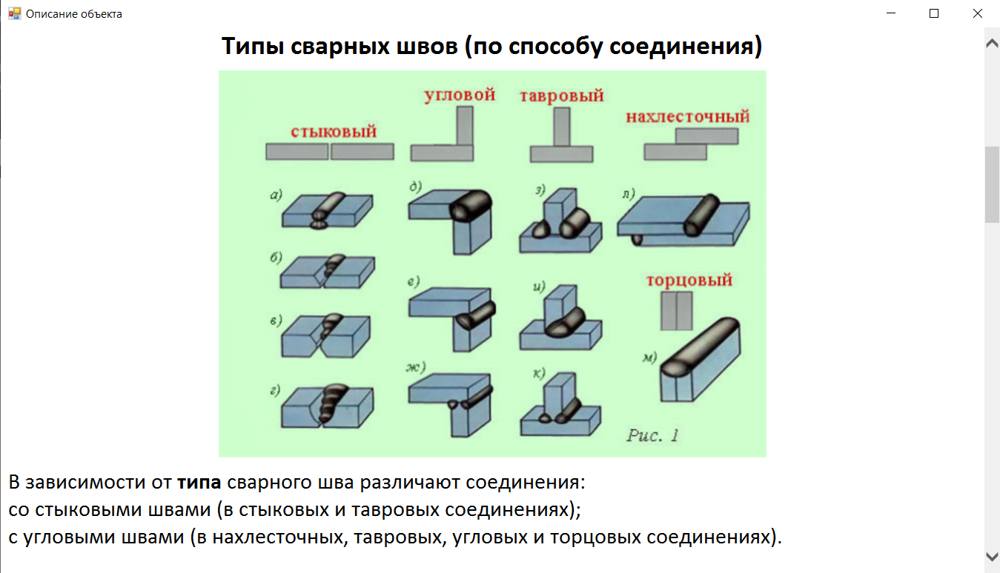 Описание объекта
Типы сварных швов (по способу соединения)
угловой
тавровый
нахлесточный
стыковый
а)
д)
з)
л)
б)
е)
и)
торцовый
в)
ж)
к)
м)
г)
Рис. 1
В зависимости от типа сварного шва различают соединения:
со стыковыми швами (в стыковых и тавровых соединениях);
с угловыми швами (в нахлесточных, тавровых, угловых и торцовых соединениях).